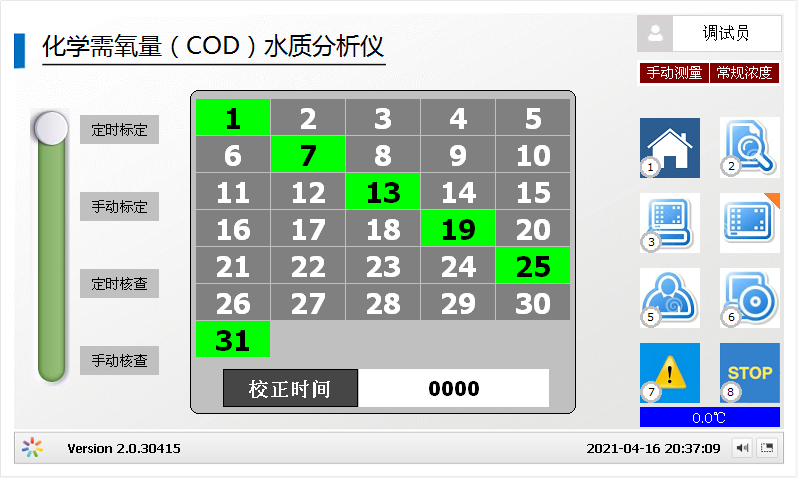 化学需氧量（COD）水质分析仪
调试员
手动测量 常规浓度
定时标定
手动标定
定时核查
手动核查
1 2 3 4 5
6 7 8 9 10
11 12 13 14 15
16 17 18 19 20
21 22 23 24 25
26 27 28 29 30
31
校正时间 0000
1 2
3
5 6
7 STOP 8
0.0℃
Version 2.0.30415
2021-04-16 20:37:09